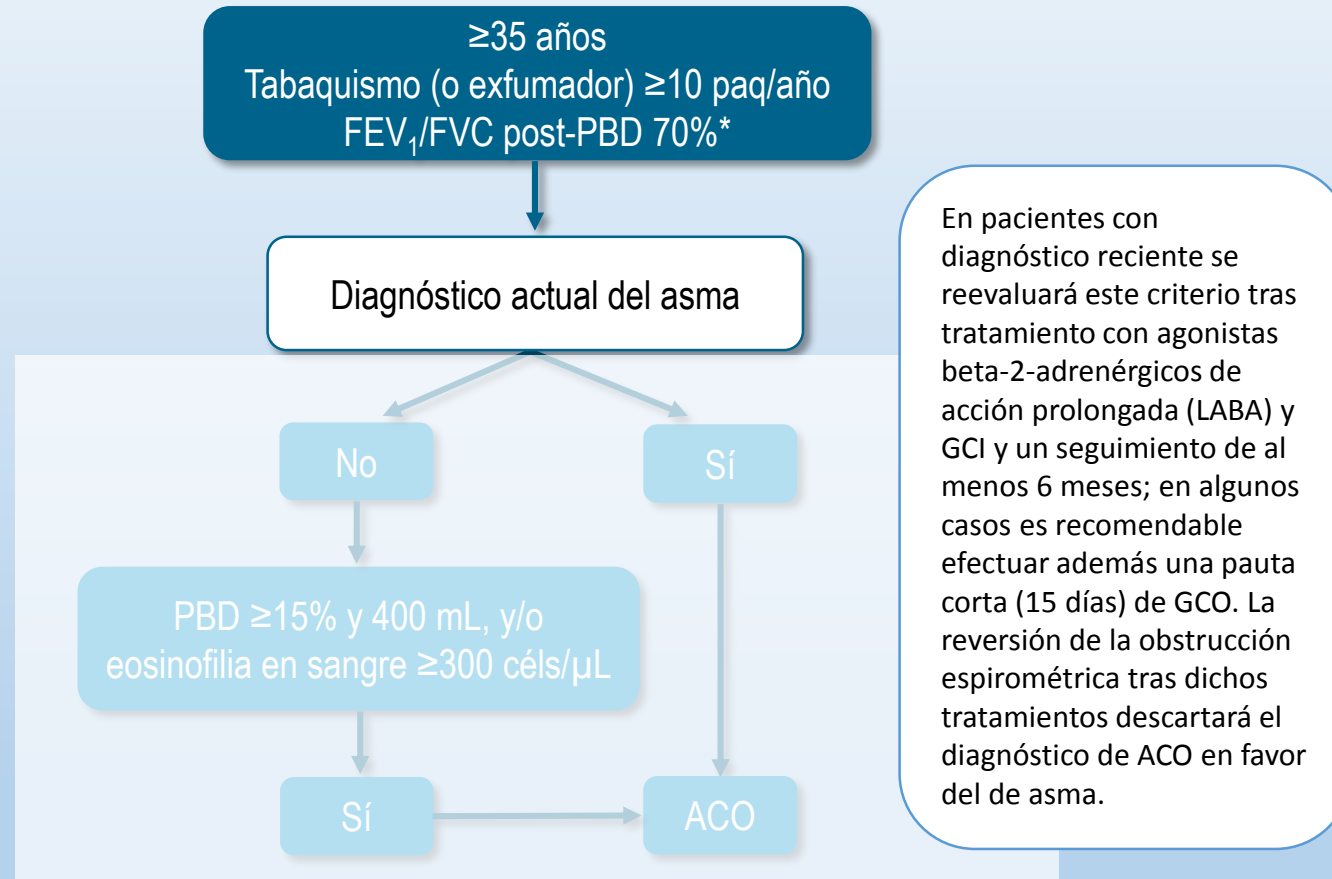 ≥35 años
Tabaquismo (o exfumador) ≥10 paq/año
FEV₁/FVC post-PBD 70%*
Diagnóstico actual del asma
No
Sí
PBD ≥15% y 400 mL, y/o
eosinofilia en sangre ≥300 céls/µL
Sí
ACO
En pacientes con
diagnóstico reciente se
reevaluará este criterio tras
tratamiento con agonistas
beta-2-adrenérgicos de
acción prolongada (LABA) y
GCI y un seguimiento de al
menos 6 meses; en algunos
casos es recomendable
efectuar además una pauta
corta (15 días) de GCO. La
reversión de la obstrucción
espirométrica tras dichos
tratamientos descartará el
diagnóstico de ACO en favor
del de asma.